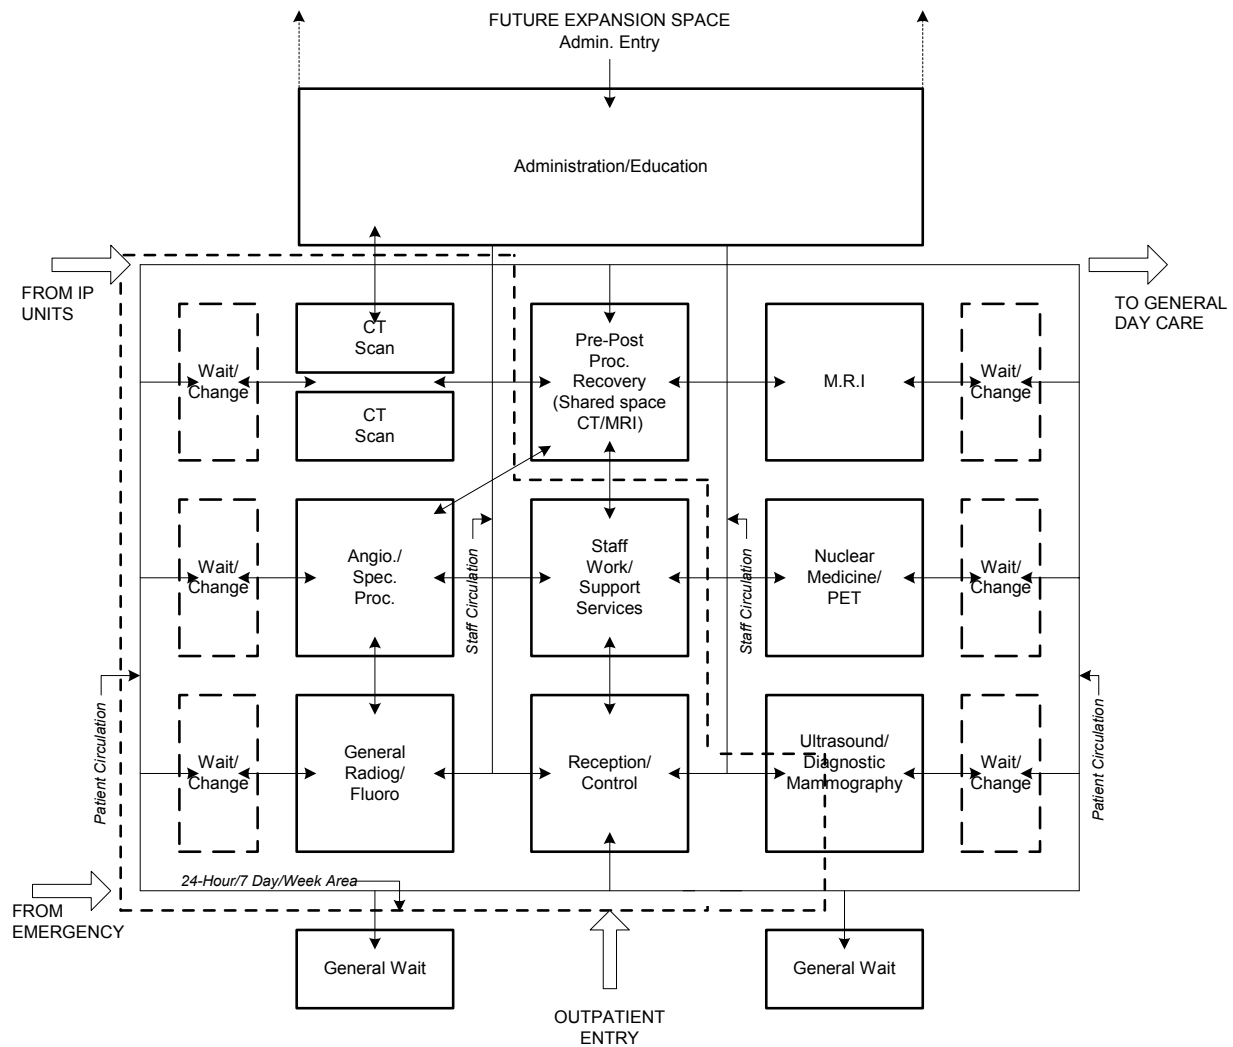 FUTURE EXPANSION SPACE
Admin. Entry
Administration/Education
FROM IP
UNITS
TO GENERAL
DAY CARE
Wait/
Change
CT
Scan
CT
Scan
Pre-Post
Proc.
Recovery
(Shared space
CT/MRI)
M.R.I
Wait/
Change
Wait/
Change
Angio./
Spec.
Proc.
Staff Circulation
Staff
Work/
Support
Services
Staff Circulation
Nuclear
Medicine/
PET
Wait/
Change
Patient Circulation
Wait/
Change
General
Radiog/
Fluoro
Reception/
Control
Ultrasound/
Diagnostic
Mammography
Wait/
Change
Patient Circulation
24-Hour/7 Day/Week Area
FROM
EMERGENCY
General Wait
General Wait
OUTPATIENT
ENTRY